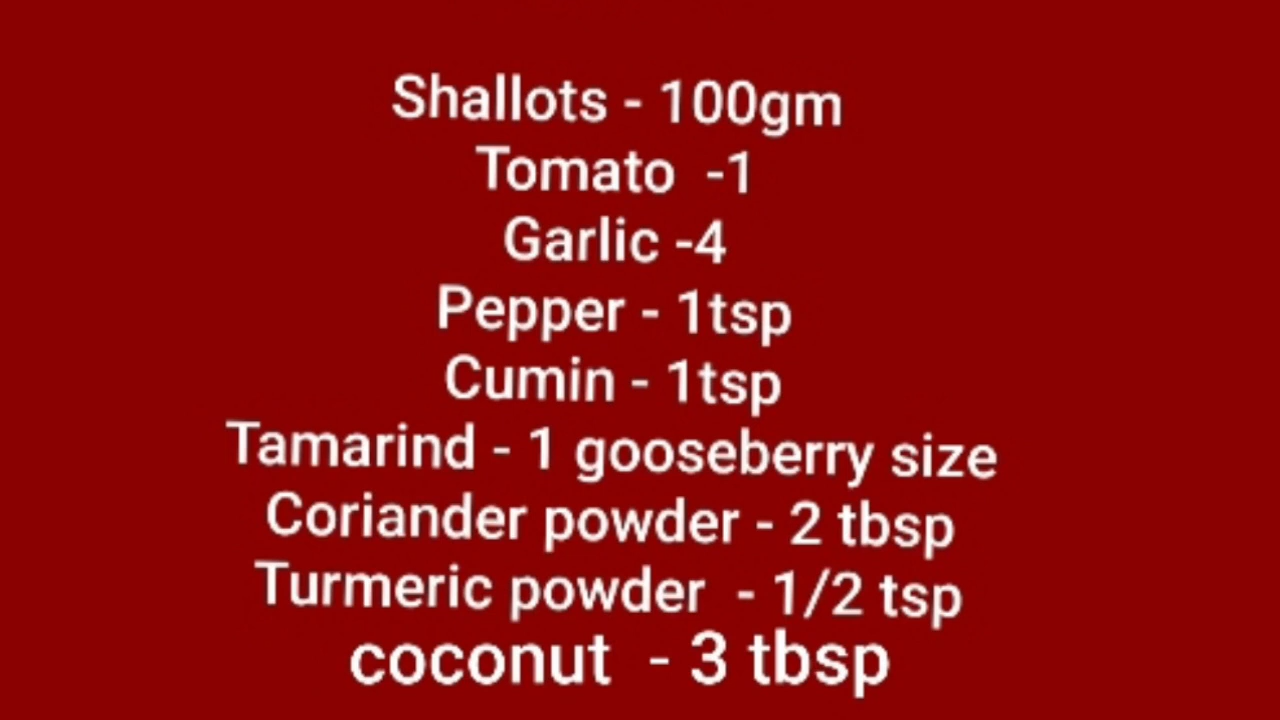 Shallots - 100gm
Tomato -1
Garlic -4
Pepper - 1tsp
Cumin - 1tsp
Tamarind - 1 gooseberry size
Coriander powder - 2 tbsp
Turmeric powder - 1/2 tsp
coconut - 3 tbsp